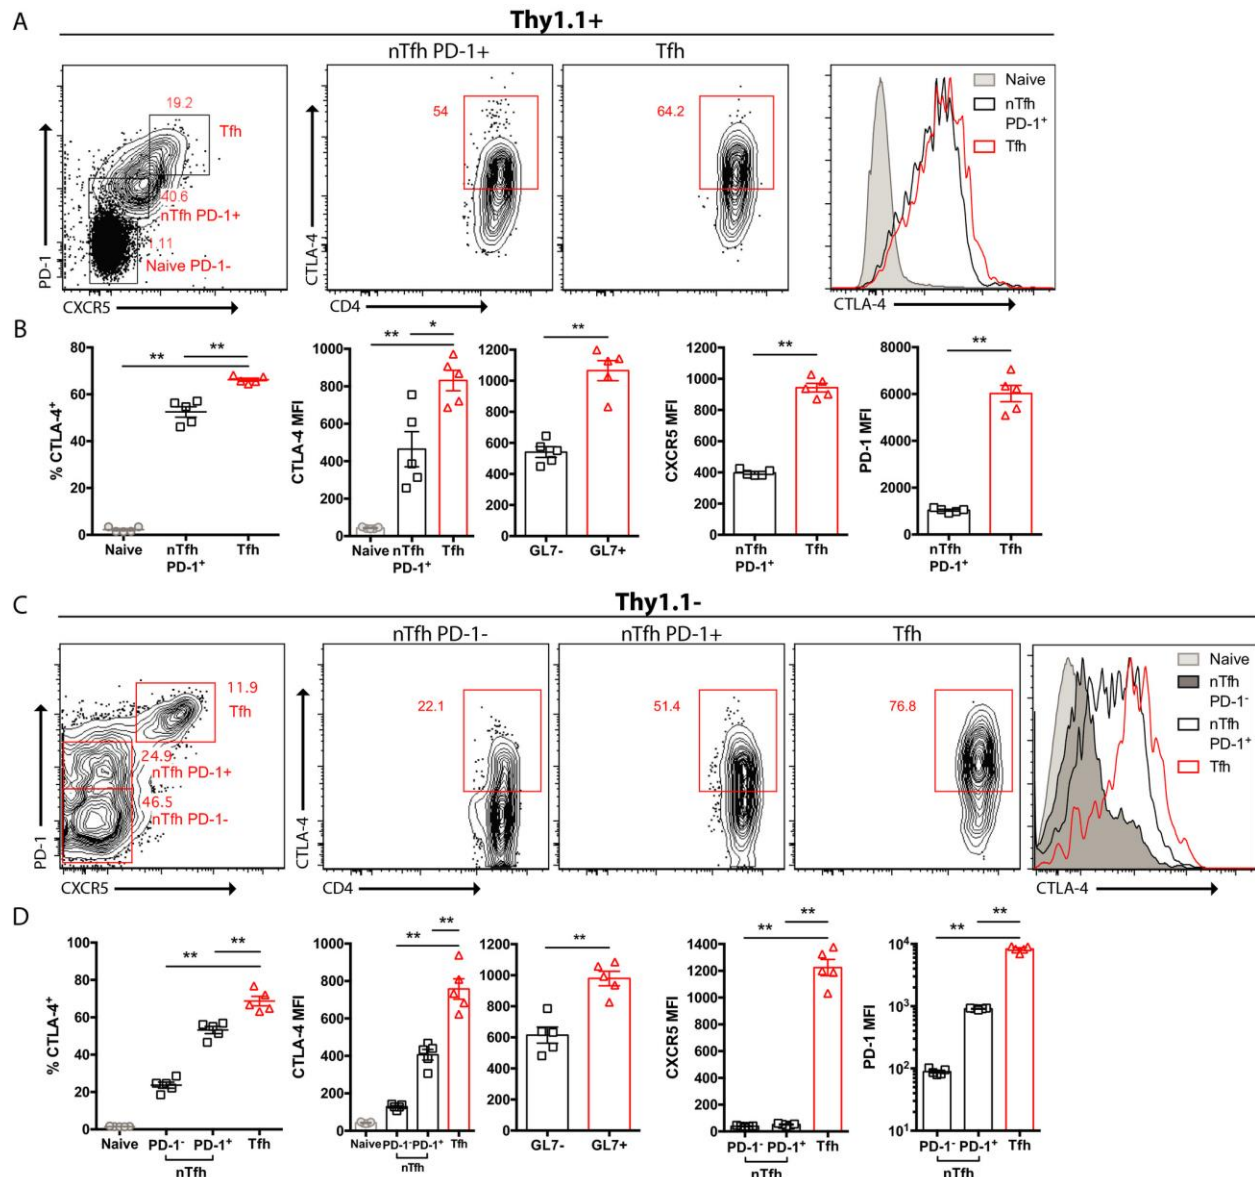 A
Thy1.1+
nTfh PD-1+
Tfh
19.2
Tfh
40.6
nTfh PD-1+
1.11
Naive PD-1-
PD-1
CXCR5
54
64.2
CTLA-4
CD4
Naive
nTfh
PD-1+
Tfh
CTLA-4
B
80
60
40
20
0
% CTLA-4+
Naive
nTfh
PD-1+
Tfh
**
**
1000
800
600
400
200
0
CTLA-4 MFI
Naive
nTfh
PD-1+
Tfh
**
*
1200
1000
800
600
400
200
0
GL7-
GL7+
**
1200
1000
800
600
400
200
0
CXCR5 MFI
nTfh
PD-1+
Tfh
**
8000
6000
4000
2000
0
PD-1 MFI
nTfh
PD-1+
Tfh
**
C
Thy1.1-
nTfh PD-1-
nTfh PD-1+
Tfh
11.9
Tfh
24.9
nTfh PD-1+
46.5
nTfh PD-1-
PD-1
CXCR5
22.1
51.4
76.8
CTLA-4
CD4
Naive
nTfh
PD-1-
nTfh
PD-1+
Tfh
CTLA-4
D
100
80
60
40
20
0
% CTLA-4+
Naive
PD-1-
PD-1+
Tfh
nTfh
**
**
1000
800
600
400
200
0
CTLA-4 MFI
Naive
PD-1-
PD-1+
Tfh
nTfh
**
**
1200
1000
800
600
400
200
0
GL7-
GL7+
**
1400
1200
1000
800
600
400
200
0
CXCR5 MFI
PD-1-
PD-1+
Tfh
nTfh
**
**
10^4
10^3
10^2
10^1
PD-1 MFI
PD-1-
PD-1+
Tfh
nTfh
**
**